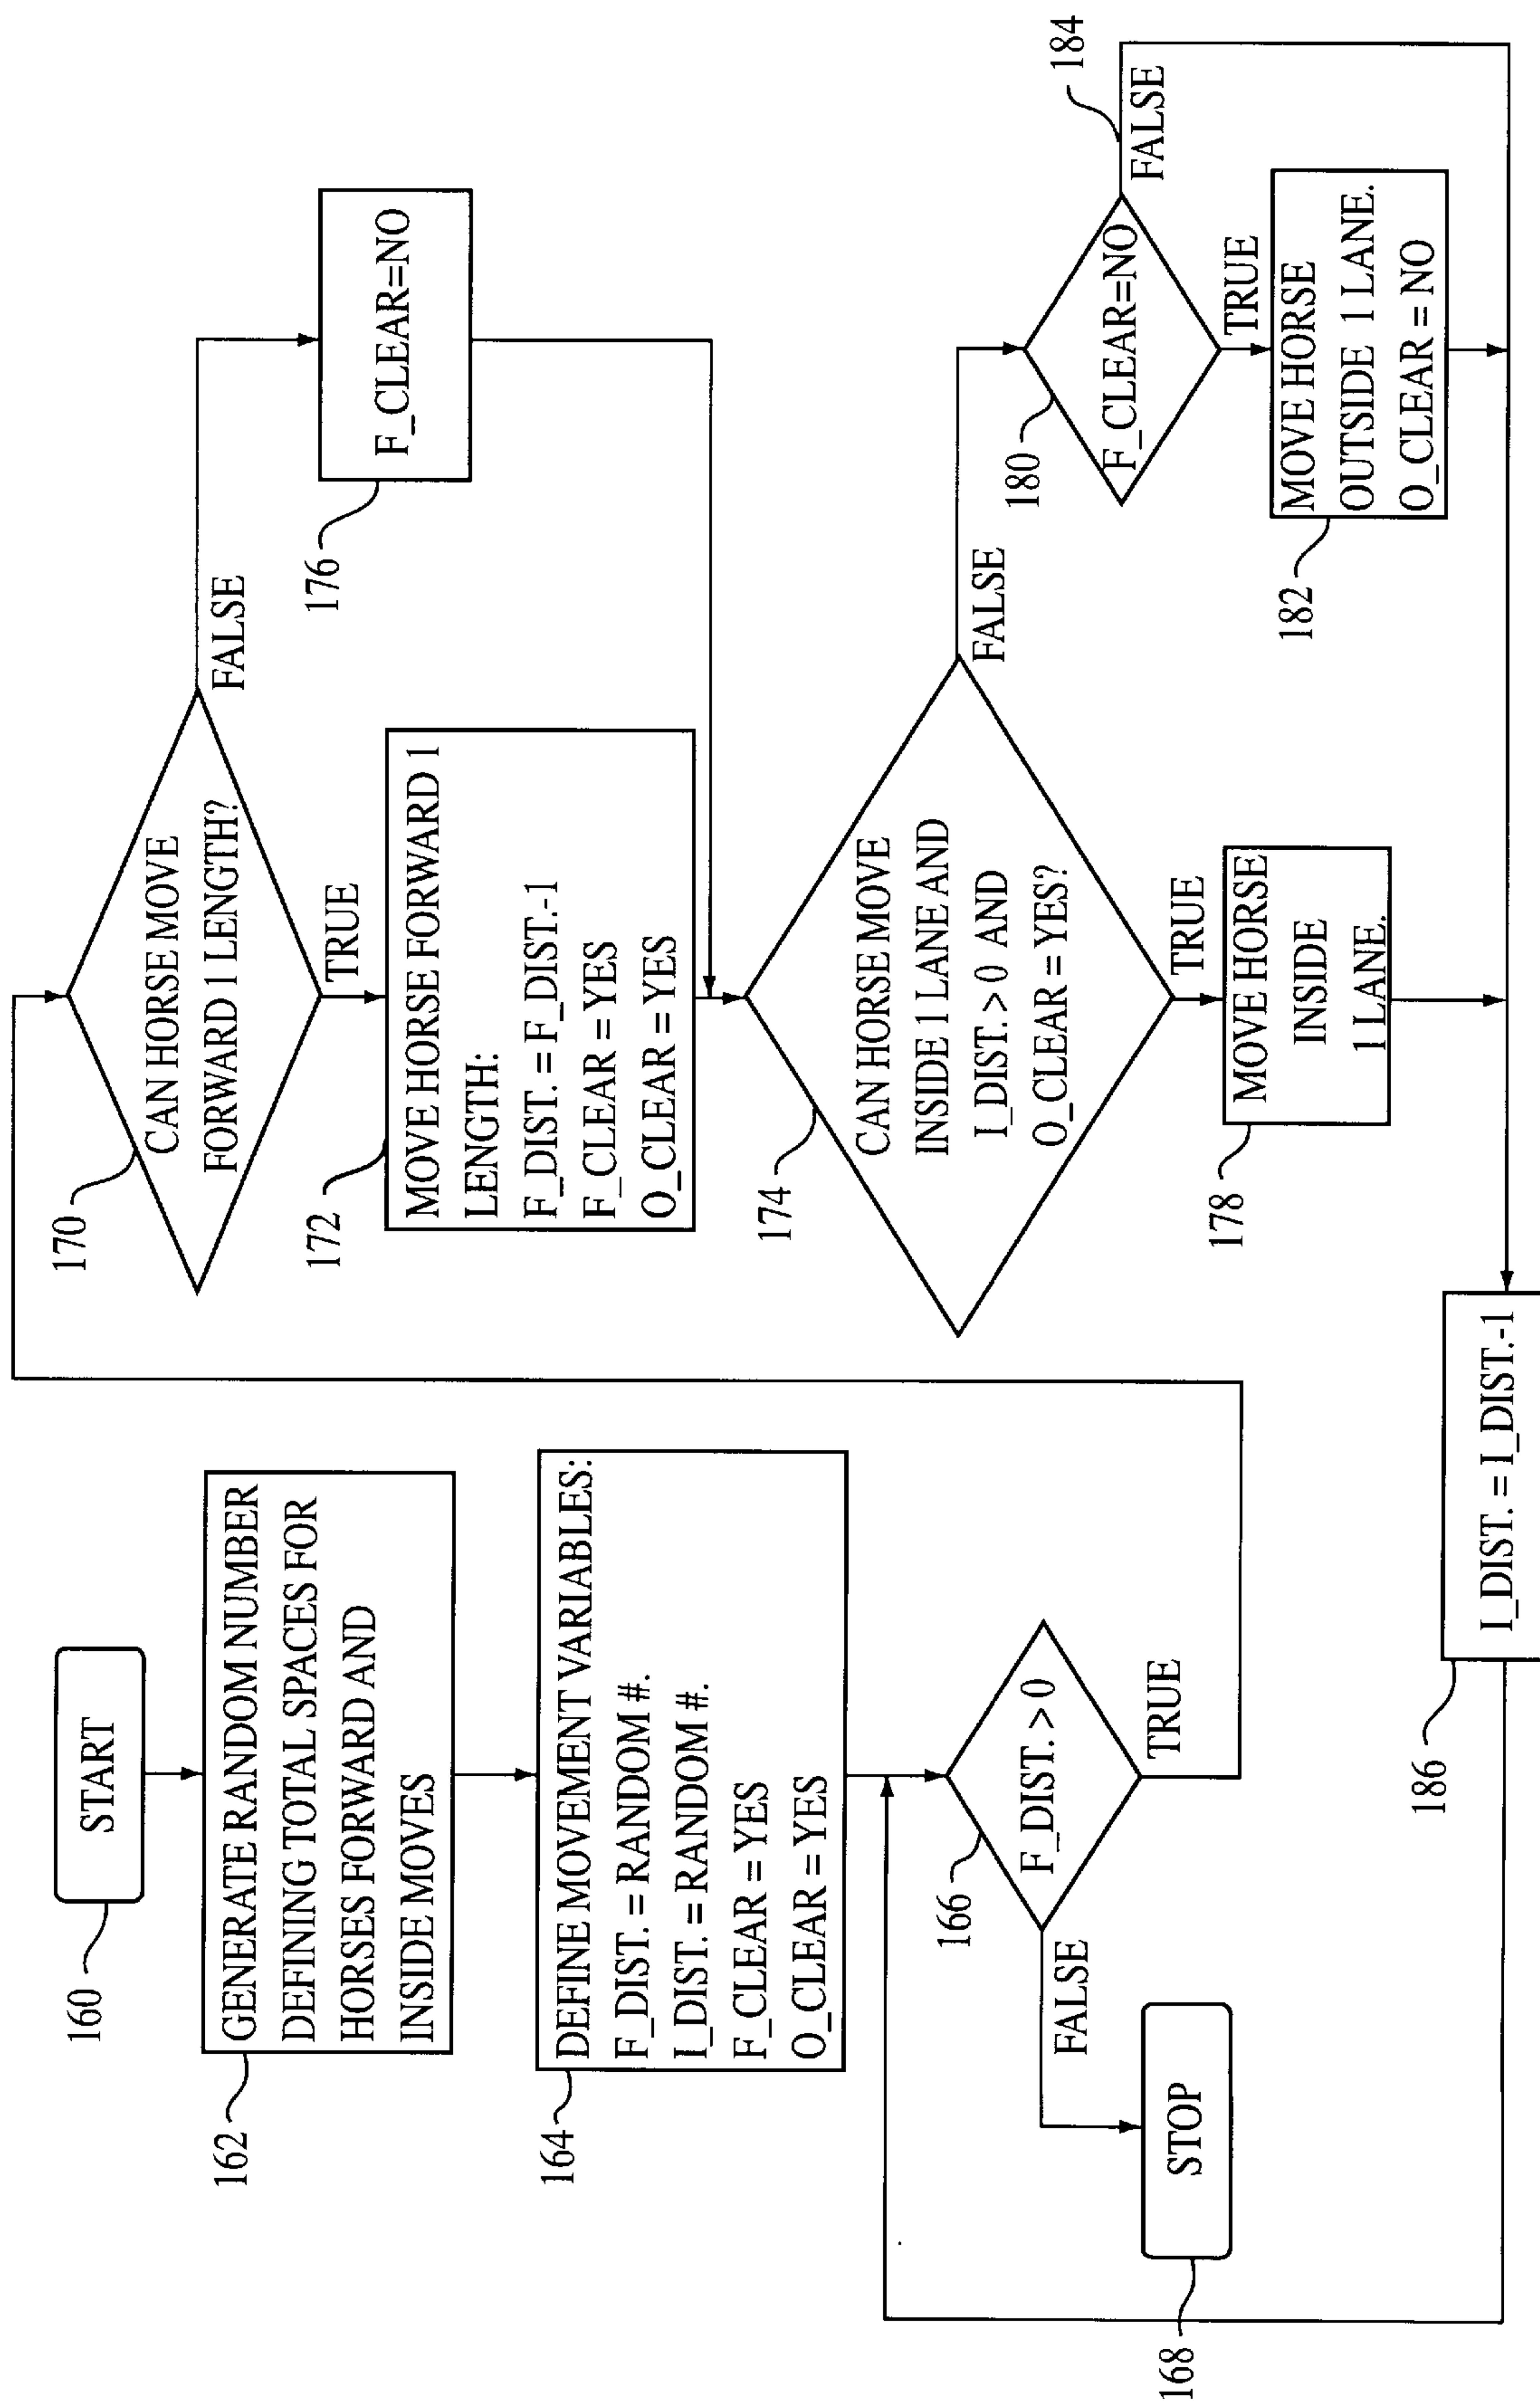 START
160
GENERATE RANDOM NUMBER
DEFINING TOTAL SPACES FOR
HORSES FORWARD AND
INSIDE MOVES
162
DEFINE MOVEMENT VARIABLES:
F_DIST. = RANDOM #.
I_DIST. = RANDOM #.
F_CLEAR = YES
O_CLEAR = YES
164
F_DIST. > 0
166
FALSE
TRUE
STOP
168
CAN HORSE MOVE
FORWARD 1 LENGTH?
170
FALSE
TRUE
MOVE HORSE FORWARD 1
LENGTH:
F_DIST. = F_DIST.-1
F_CLEAR = YES
O_CLEAR = YES
172
F_CLEAR=NO
176
CAN HORSE MOVE
INSIDE 1 LANE AND
I_DIST. > 0 AND
O_CLEAR = YES?
174
FALSE
TRUE
MOVE HORSE
INSIDE
1 LANE.
178
F_CLEAR=NO
180
FALSE
184
TRUE
MOVE HORSE
OUTSIDE 1 LANE.
O_CLEAR = NO
182
I_DIST. = I_DIST.-1
186